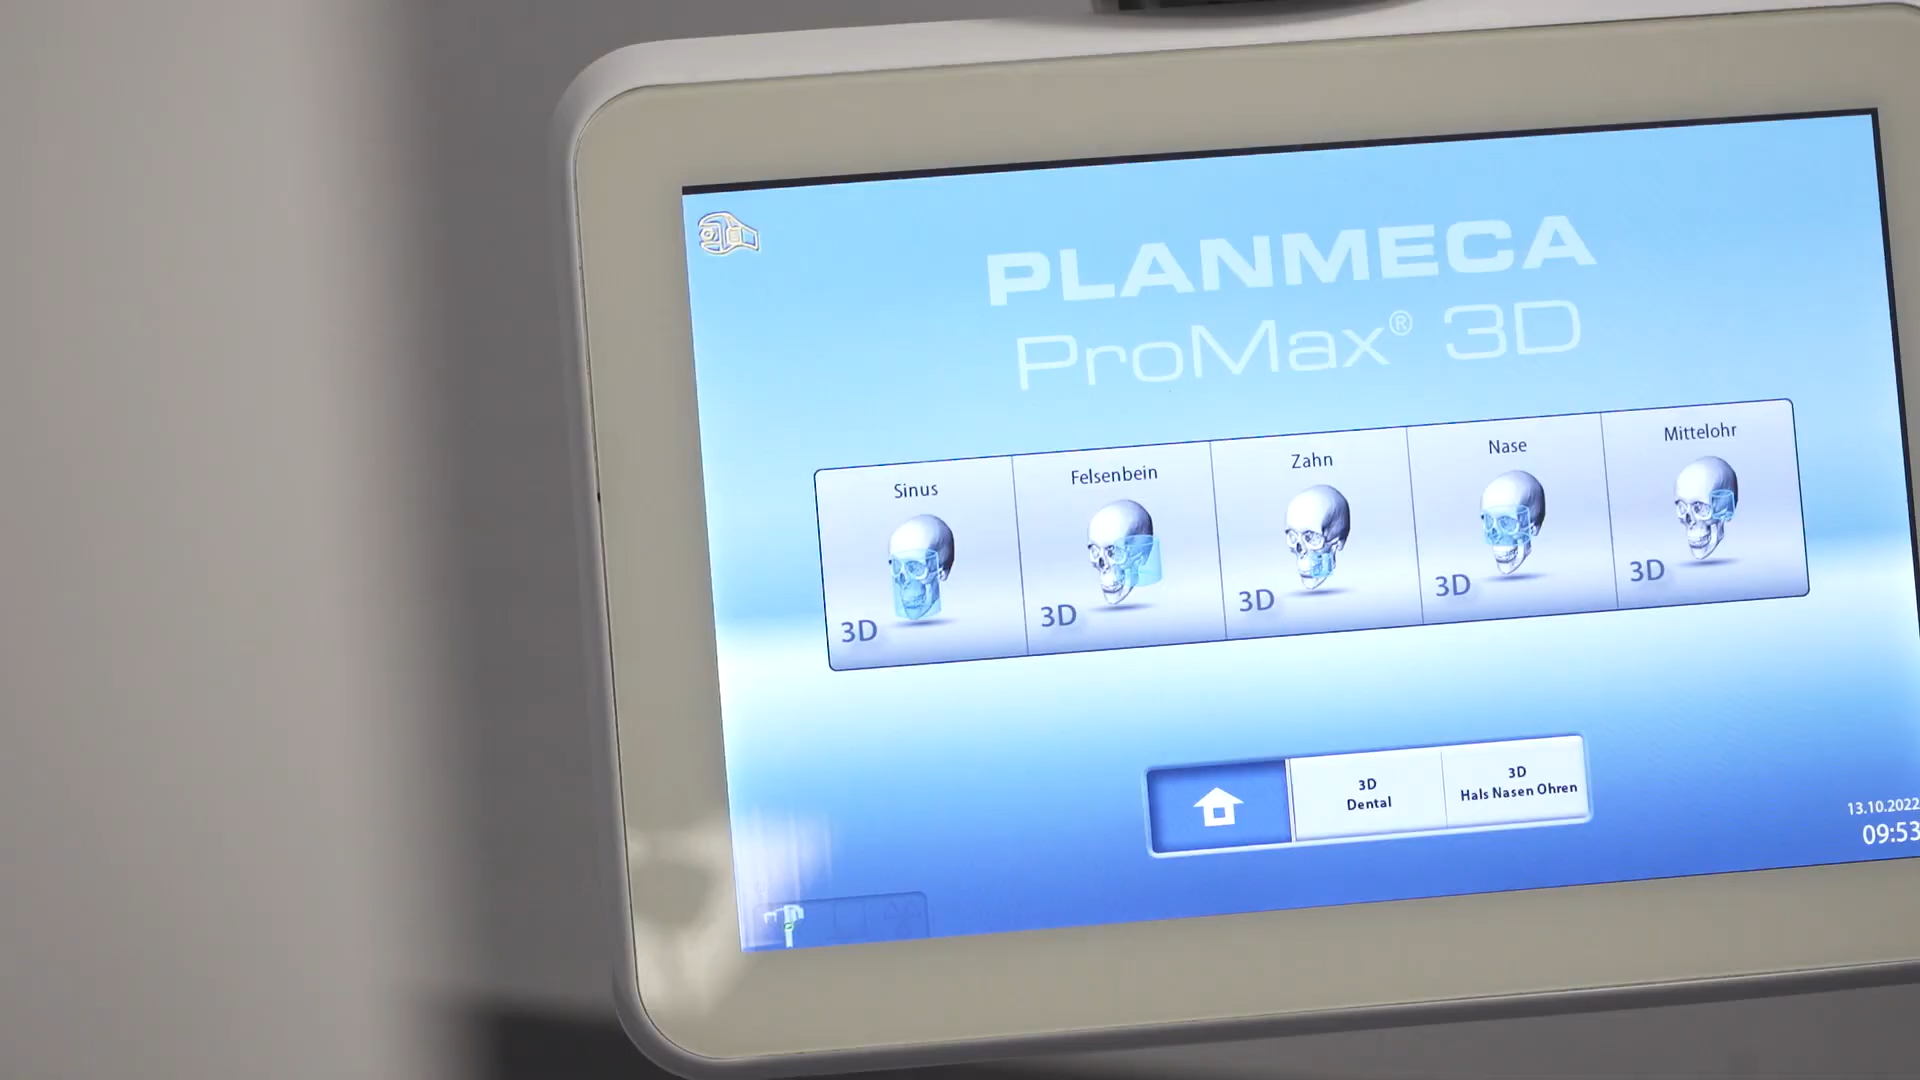 PLANMECA
ProMax® 3D
Sinus
3D
Felsenbein
3D
Zahn
3D
Nase
3D
Mittelohr
3D
3D
Dental
3D
Hals Nasen Ohren
13.10.2022
09:53